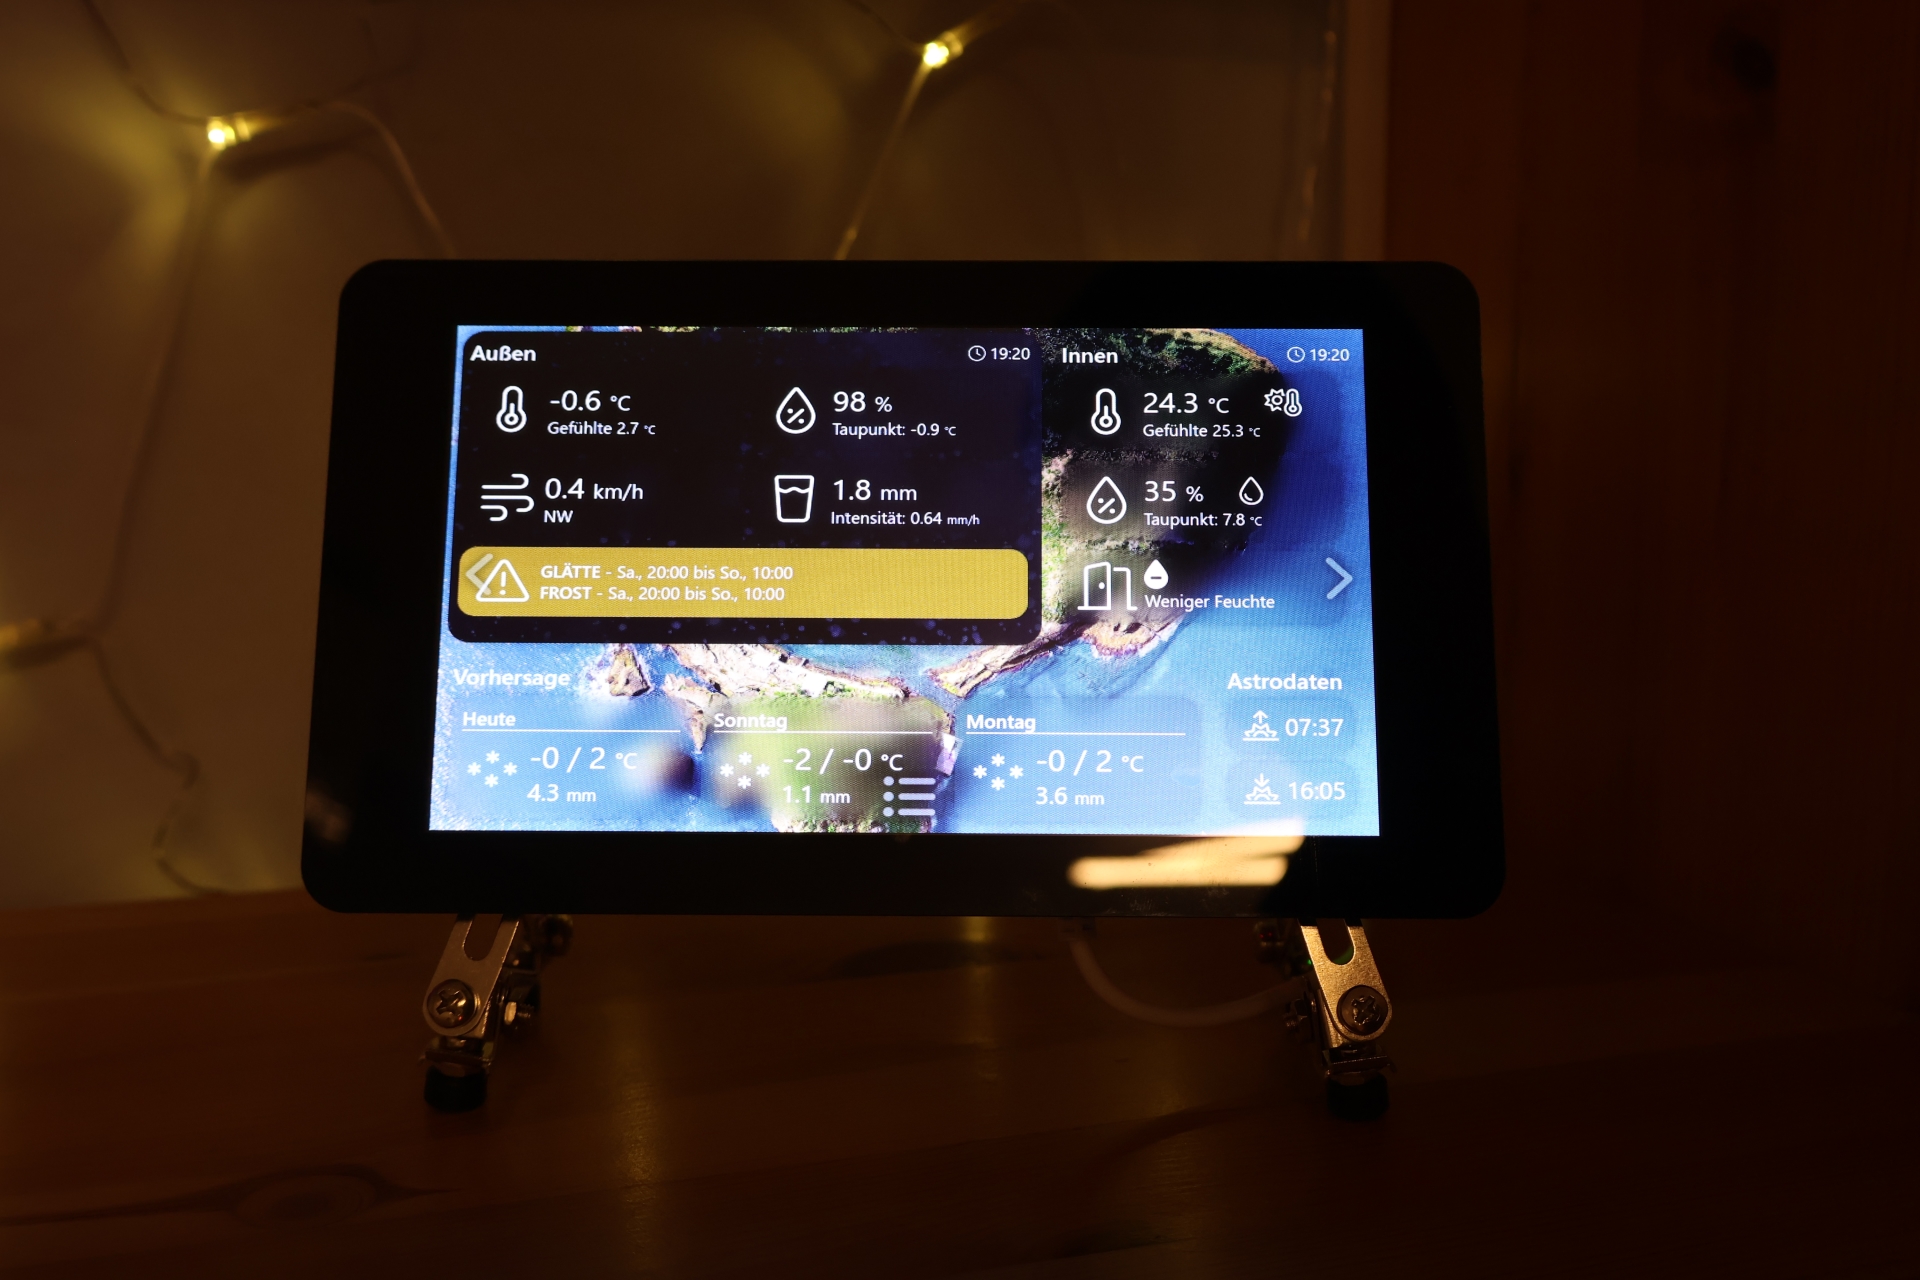 Außen
19:20
-0.6 °C
Gefühlte 2.7 °C
98 %
Taupunkt: -0.9 °C
0.4 km/h
NW
1.8 mm
Intensität: 0.64 mm/h
GLÄTTE - Sa., 20:00 bis So., 10:00
FROST - Sa., 20:00 bis So., 10:00
Innen
19:20
24.3 °C
Gefühlte 25.3 °C
35 %
Taupunkt: 7.8 °C
Weniger Feuchte
Vorhersage
Heute
-0 / 2 °C
4.3 mm
Sonntag
-2 / -0 °C
1.1 mm
Montag
-0 / 2 °C
3.6 mm
Astrodaten
07:37
16:05